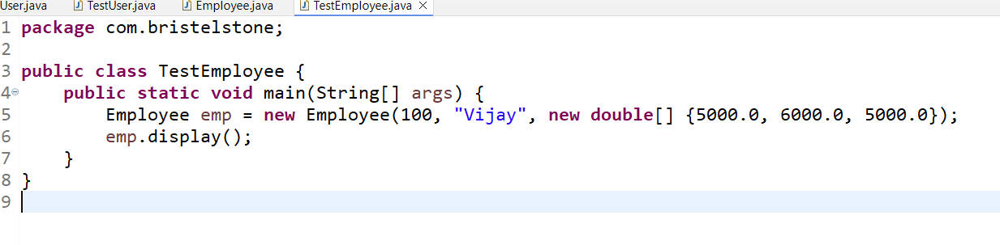 User.java TestUser.java Employee.java TestEmployee.java
1 package com.bristelstone;
2
3 public class TestEmployee {
4 public static void main(String[] args) {
5 Employee emp = new Employee(100, "Vijay", new double[] {5000.0, 6000.0, 5000.0});
6 emp.display();
7 }
8 }
9